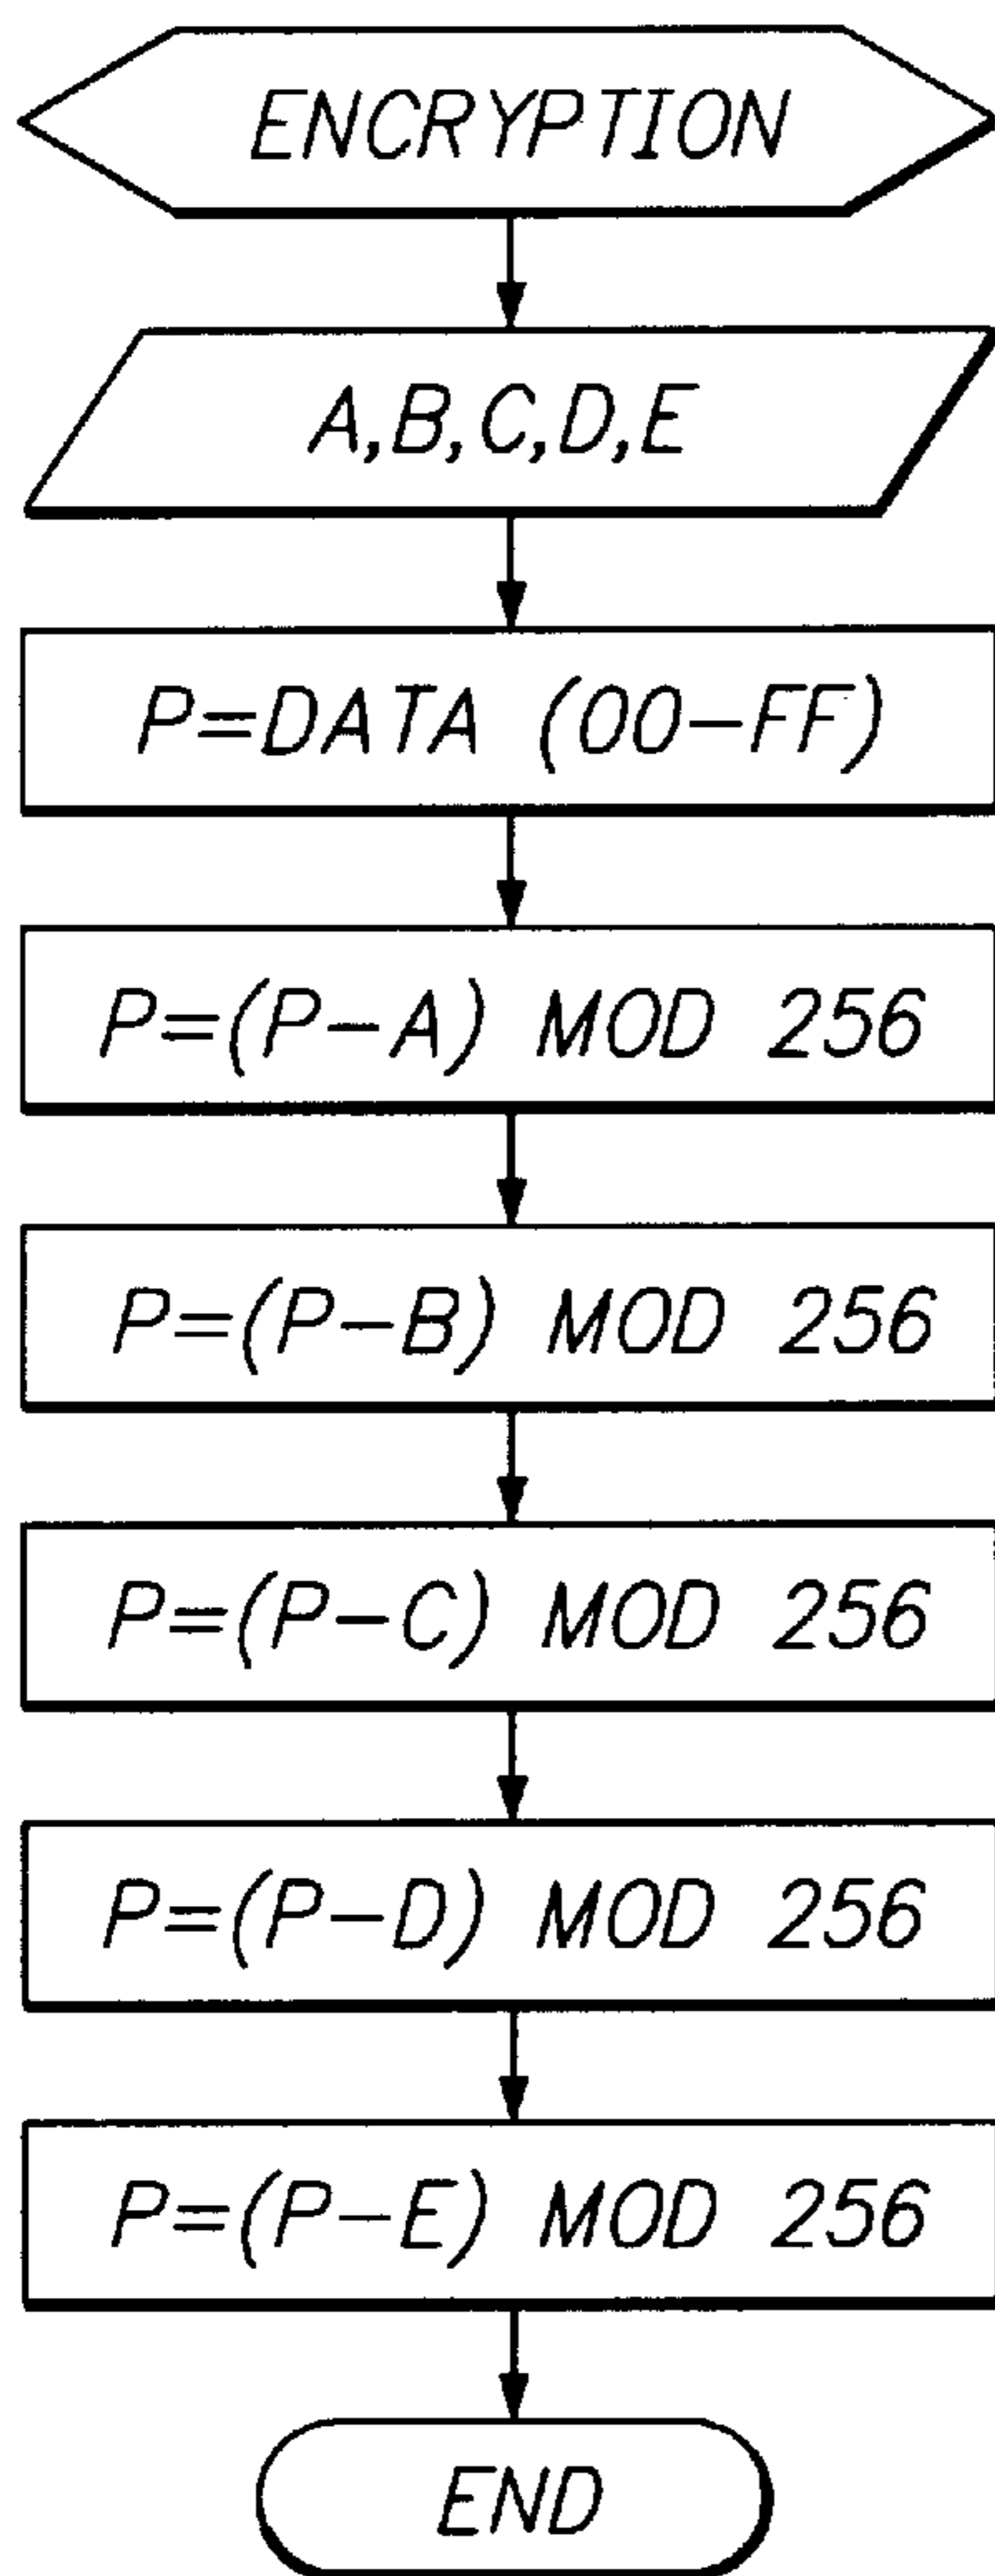 ENCRYPTION
A,B,C,D,E
P=DATA (00-FF)
P=(P-A) MOD 256
P=(P-B) MOD 256
P=(P-C) MOD 256
P=(P-D) MOD 256
P=(P-E) MOD 256
END